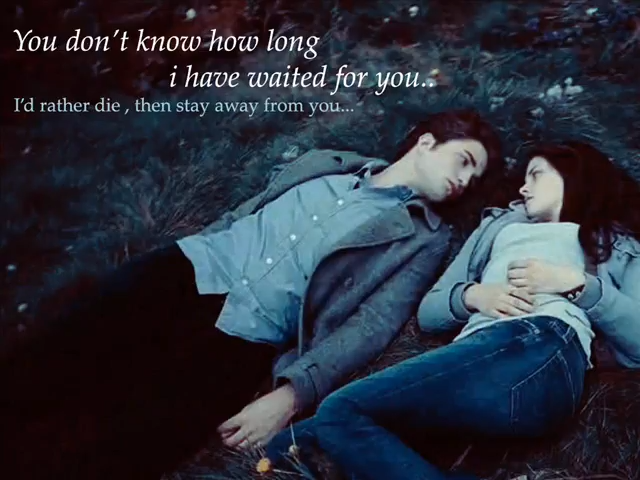 You don't know how long
i have waited for you..
I'd rather die , then stay away from you...